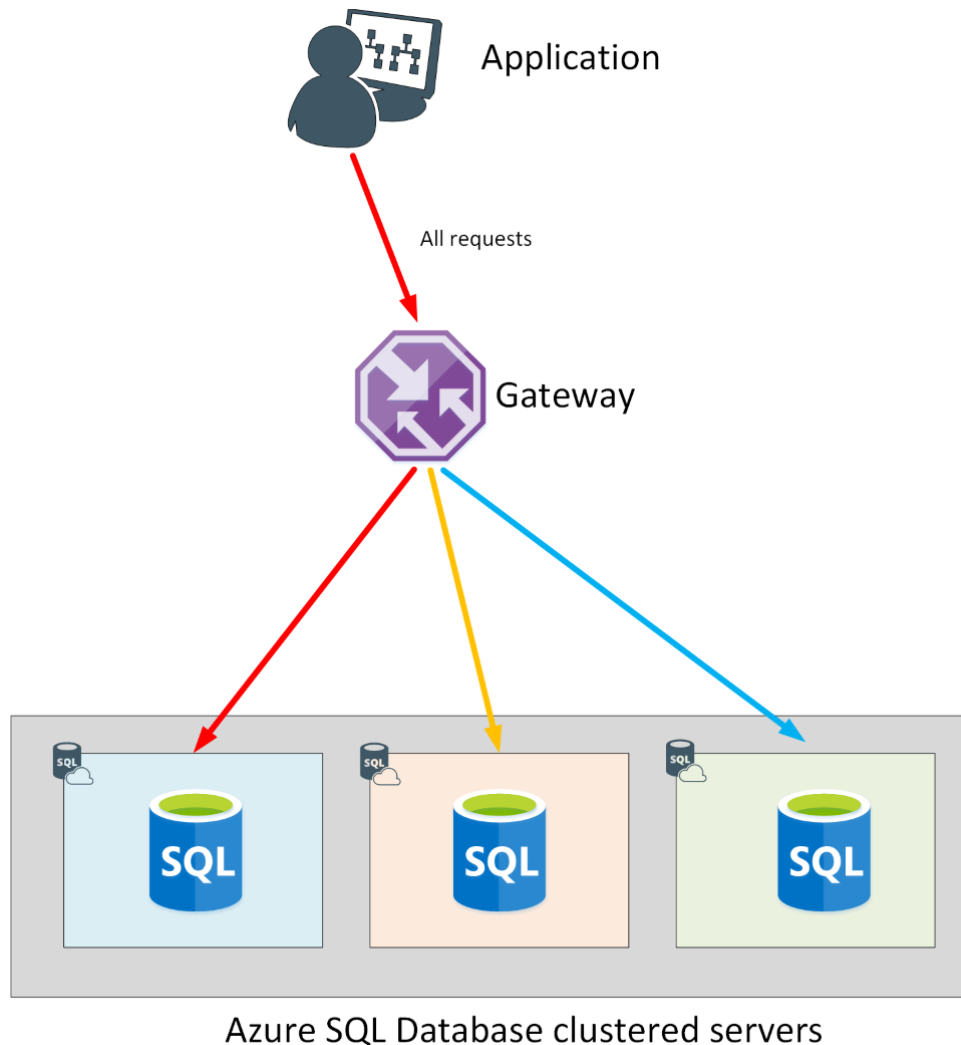 Application
All requests
Gateway
SQL
SQL
SQL
SQL
SQL
SQL
Azure SQL Database clustered servers